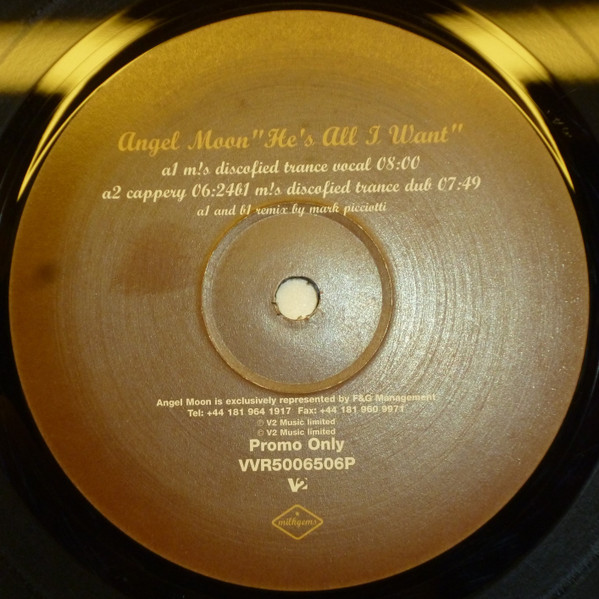 Angel Moon "He's All I Want"
a1 m!s discofied trance vocal 08:00
a2 cappery 06:24b1 m!s discofied trance dub 07:49
a1 and b1 remix by mark picciotti
Angel Moon is exclusively represented by F&G Management
Tel: +44 181 964 1917 Fax: +44 181 960 9971
℗ V2 Music limited
© V2 Music limited
Promo Only
VVR5006506P
V2
milkgems